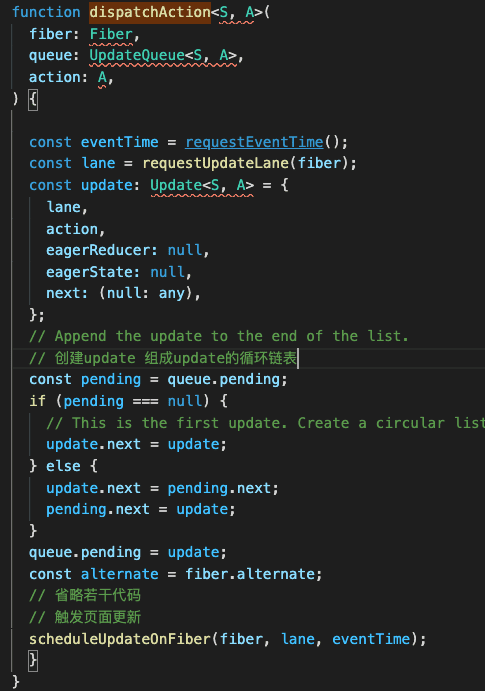 function dispatchAction<S, A>(
  fiber: Fiber,
  queue: UpdateQueue<S, A>,
  action: A,
) {
  const eventTime = requestEventTime();
  const lane = requestUpdateLane(fiber);
  const update: Update<S, A> = {
    lane,
    action,
    eagerReducer: null,
    eagerState: null,
    next: (null: any),
  };
  // Append the update to the end of the list.
  // 创建update 组成update的循环链表
  const pending = queue.pending;
  if (pending === null) {
    // This is the first update. Create a circular list
    update.next = update;
  } else {
    update.next = pending.next;
    pending.next = update;
  }
  queue.pending = update;
  const alternate = fiber.alternate;
  // 省略若干代码
  // 触发页面更新
  scheduleUpdateOnFiber(fiber, lane, eventTime);
  }
}